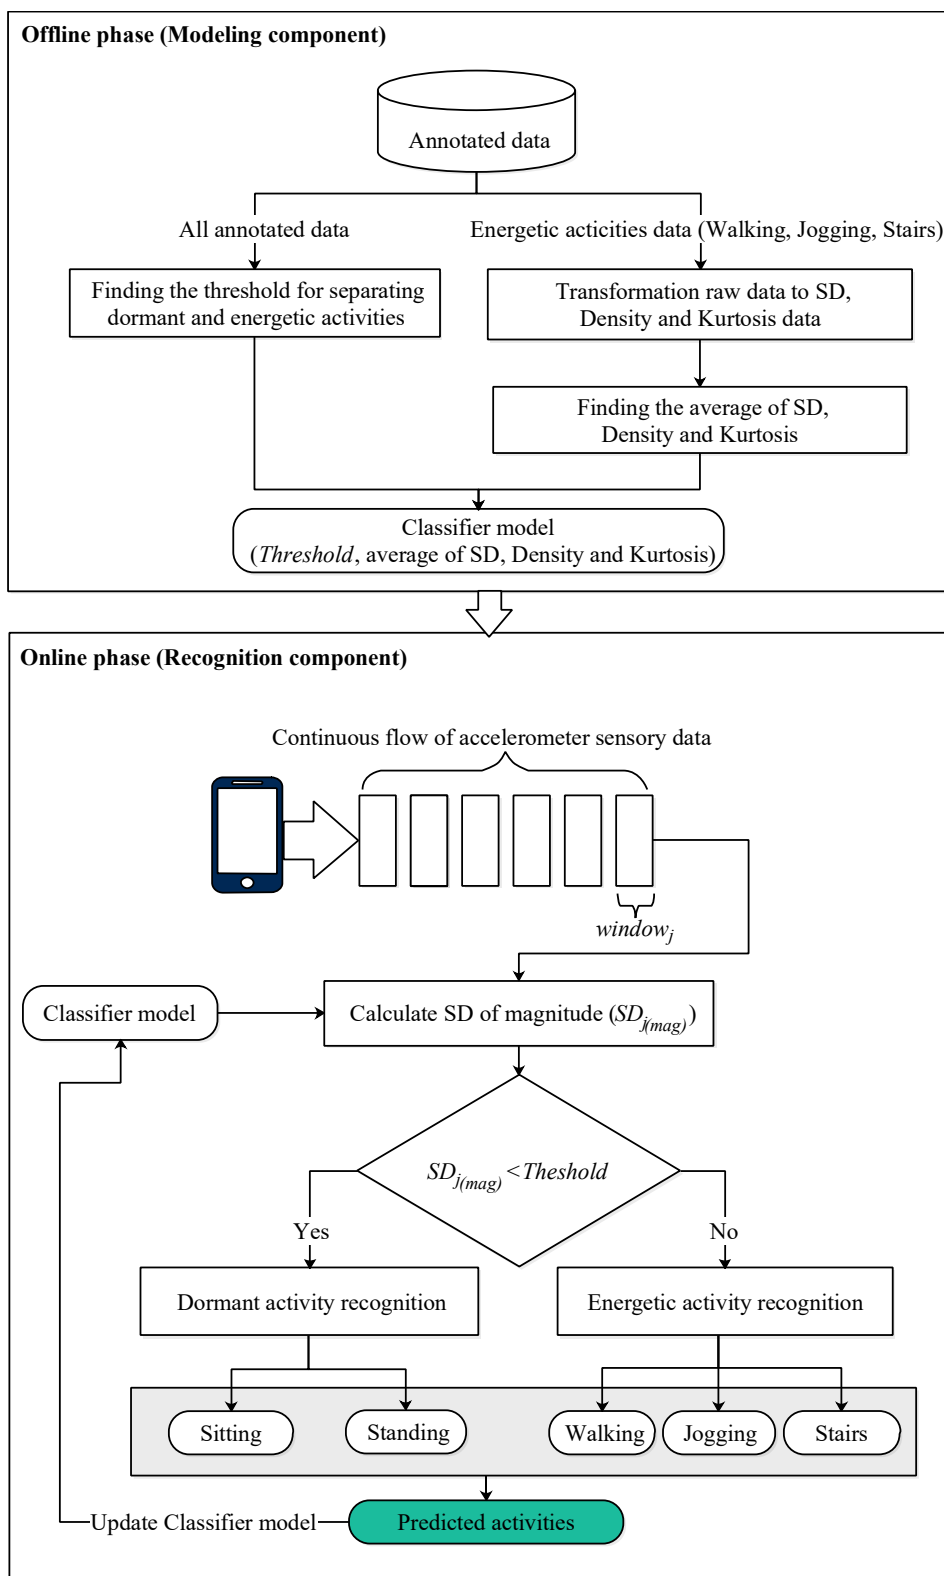 Offline phase (Modeling component)
Annotated data
All annotated data
Energetic acticities data (Walking, Jogging, Stairs)
Finding the threshold for separating
dormant and energetic activities
Transformation raw data to SD,
Density and Kurtosis data
Finding the average of SD,
Density and Kurtosis
Classifier model
(Threshold, average of SD, Density and Kurtosis)
Online phase (Recognition component)
Continuous flow of accelerometer sensory data
window_j
Classifier model
Calculate SD of magnitude (SD_j(mag))
SD_j(mag) < Theshold
Yes
No
Dormant activity recognition
Energetic activity recognition
Sitting
Standing
Walking
Jogging
Stairs
Update Classifier model
Predicted activities